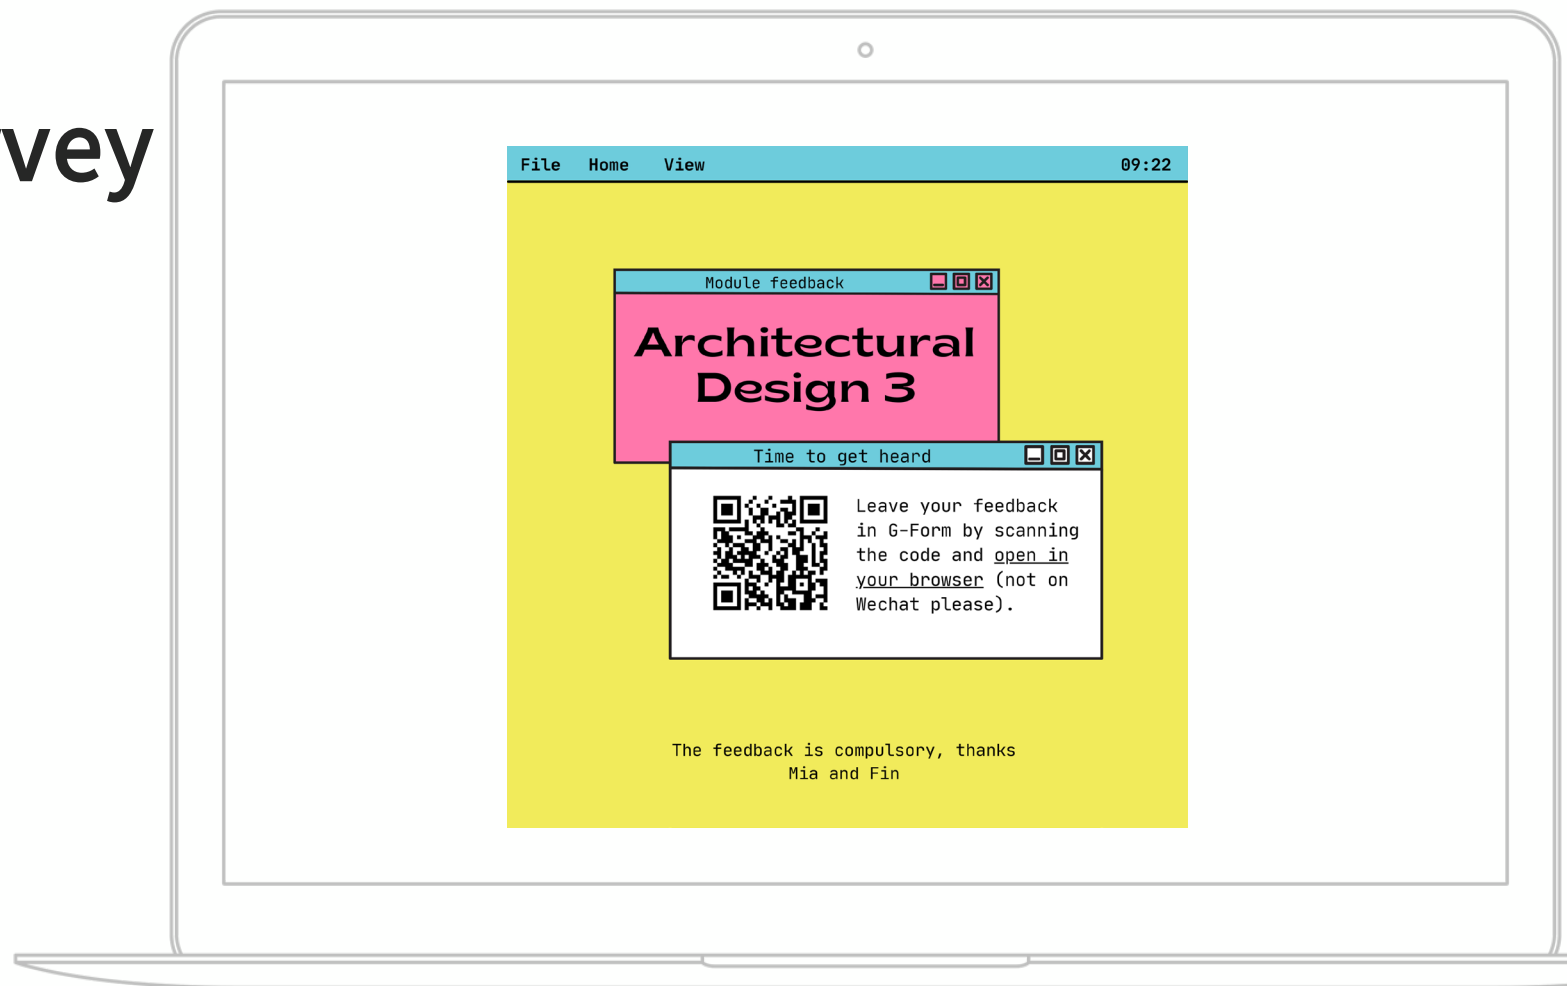 vey
File Home View 09:22
Module feedback
Architectural
Design 3
Time to get heard
Leave your feedback
in G-Form by scanning
the code and open in
your browser (not on
Wechat please).
The feedback is compulsory, thanks
Mia and Fin